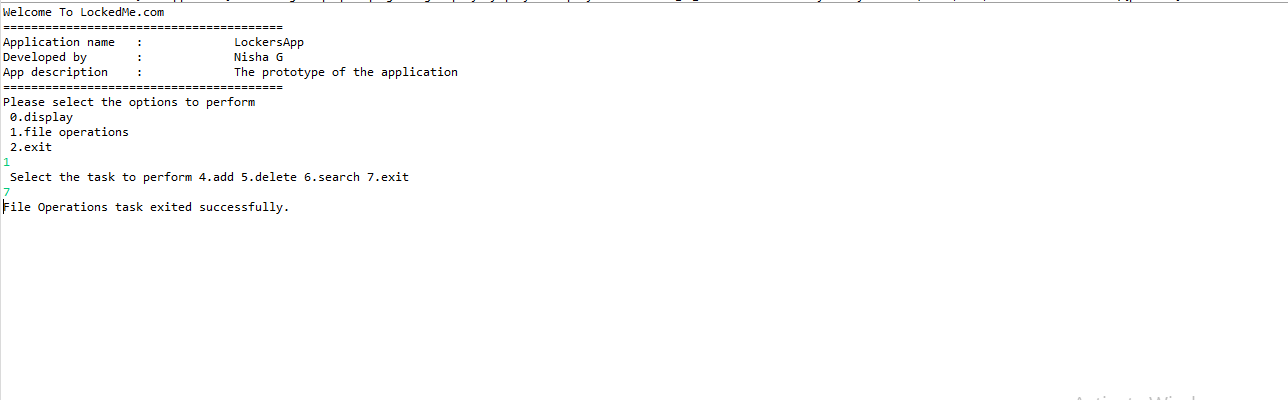 Welcome To LockedMe.com
========================================
Application name   :             LockersApp
Developed by       :             Nisha G
App description    :             The prototype of the application
========================================
Please select the options to perform
 0.display
 1.file operations
 2.exit
1
 Select the task to perform 4.add 5.delete 6.search 7.exit
7
File Operations task exited successfully.